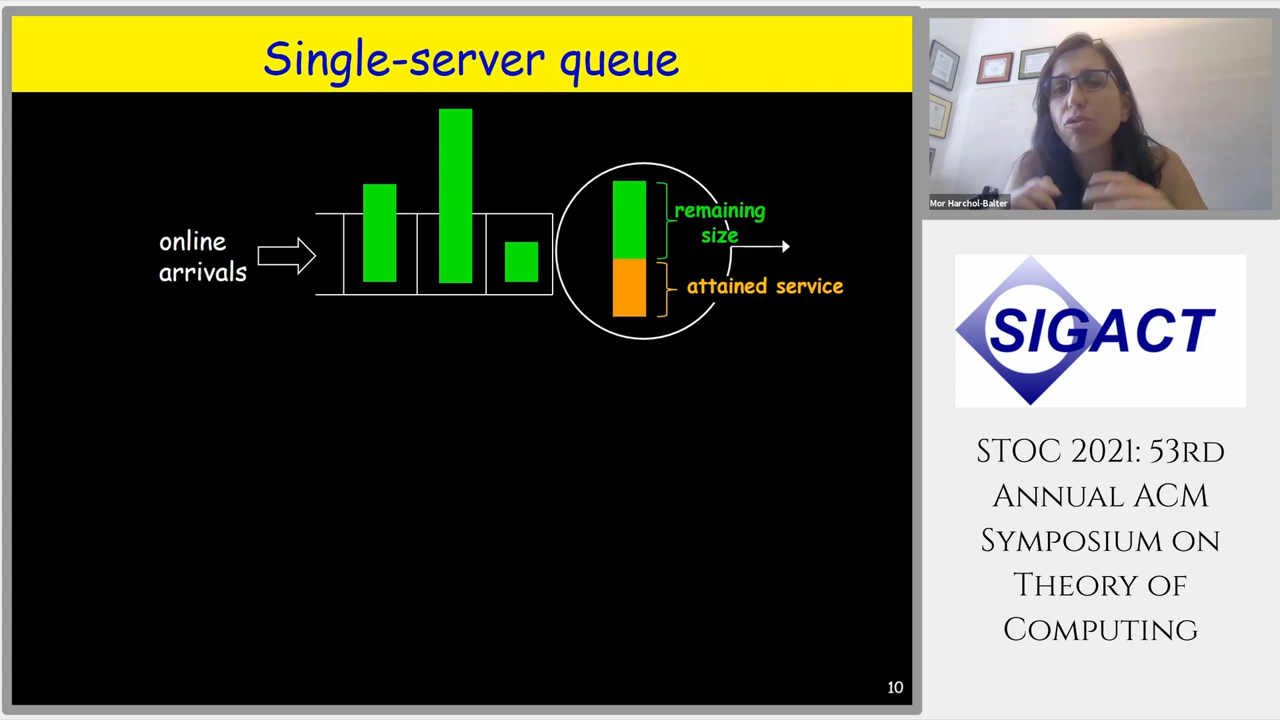 Single-server queue
online
arrivals
remaining
size
attained service
10
Mor Harchol-Balter
SIGACT
STOC 2021: 53rd
Annual ACM
Symposium on
Theory of
Computing